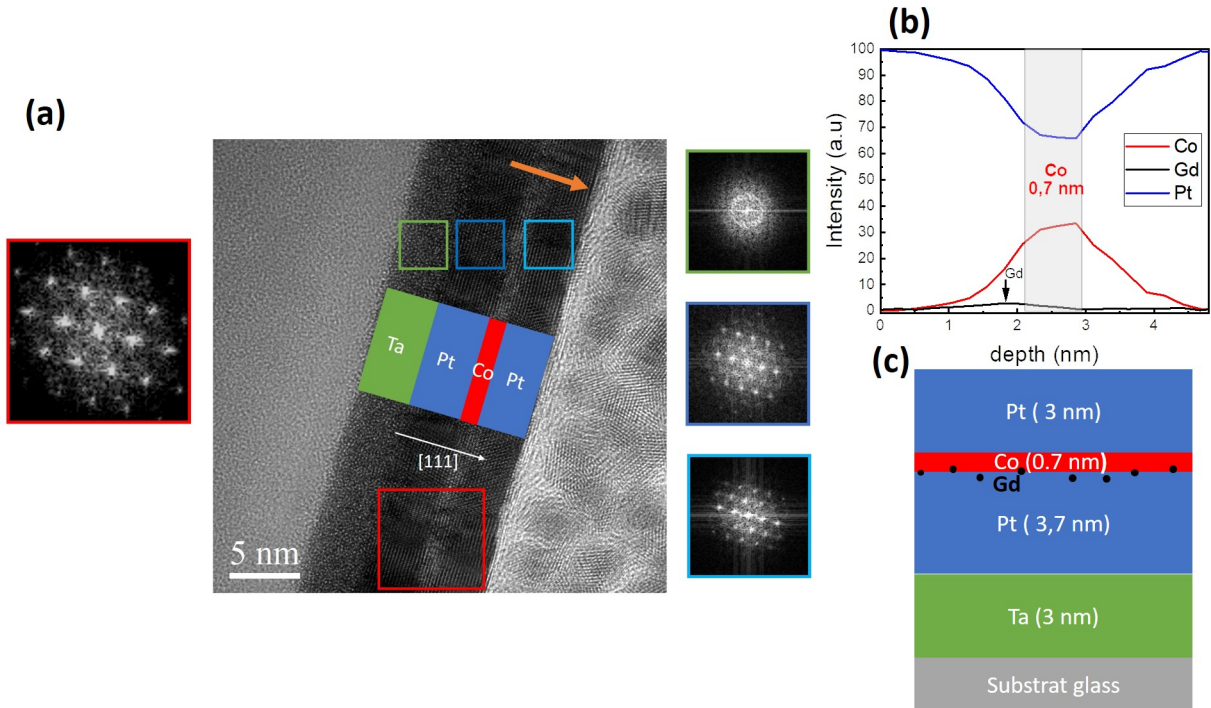 (a)
Ta
Pt
Co
Pt
[111]
5 nm
(b)
100
90
80
70
60
50
40
30
20
10
0
Intensity (a.u)
Co
0,7 nm
Gd
Co
Gd
Pt
0 1 2 3 4
depth (nm)
(c)
Pt ( 3 nm)
Co (0.7 nm)
Gd
Pt ( 3,7 nm)
Ta (3 nm)
Substrat glass